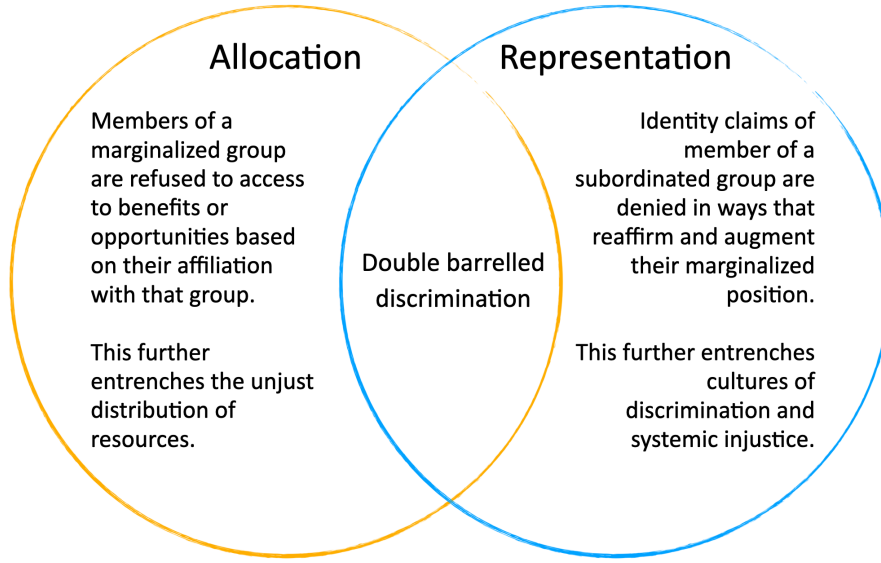 Allocation
Members of a
marginalized group
are refused to access
to benefits or
opportunities based
on their affiliation
with that group.
This further
entrenches the unjust
distribution of
resources.
Double barrelled
discrimination
Representation
Identity claims of
member of a
subordinated group are
denied in ways that
reaffirm and augment
their marginalized
position.
This further entrenches
cultures of
discrimination and
systemic injustice.